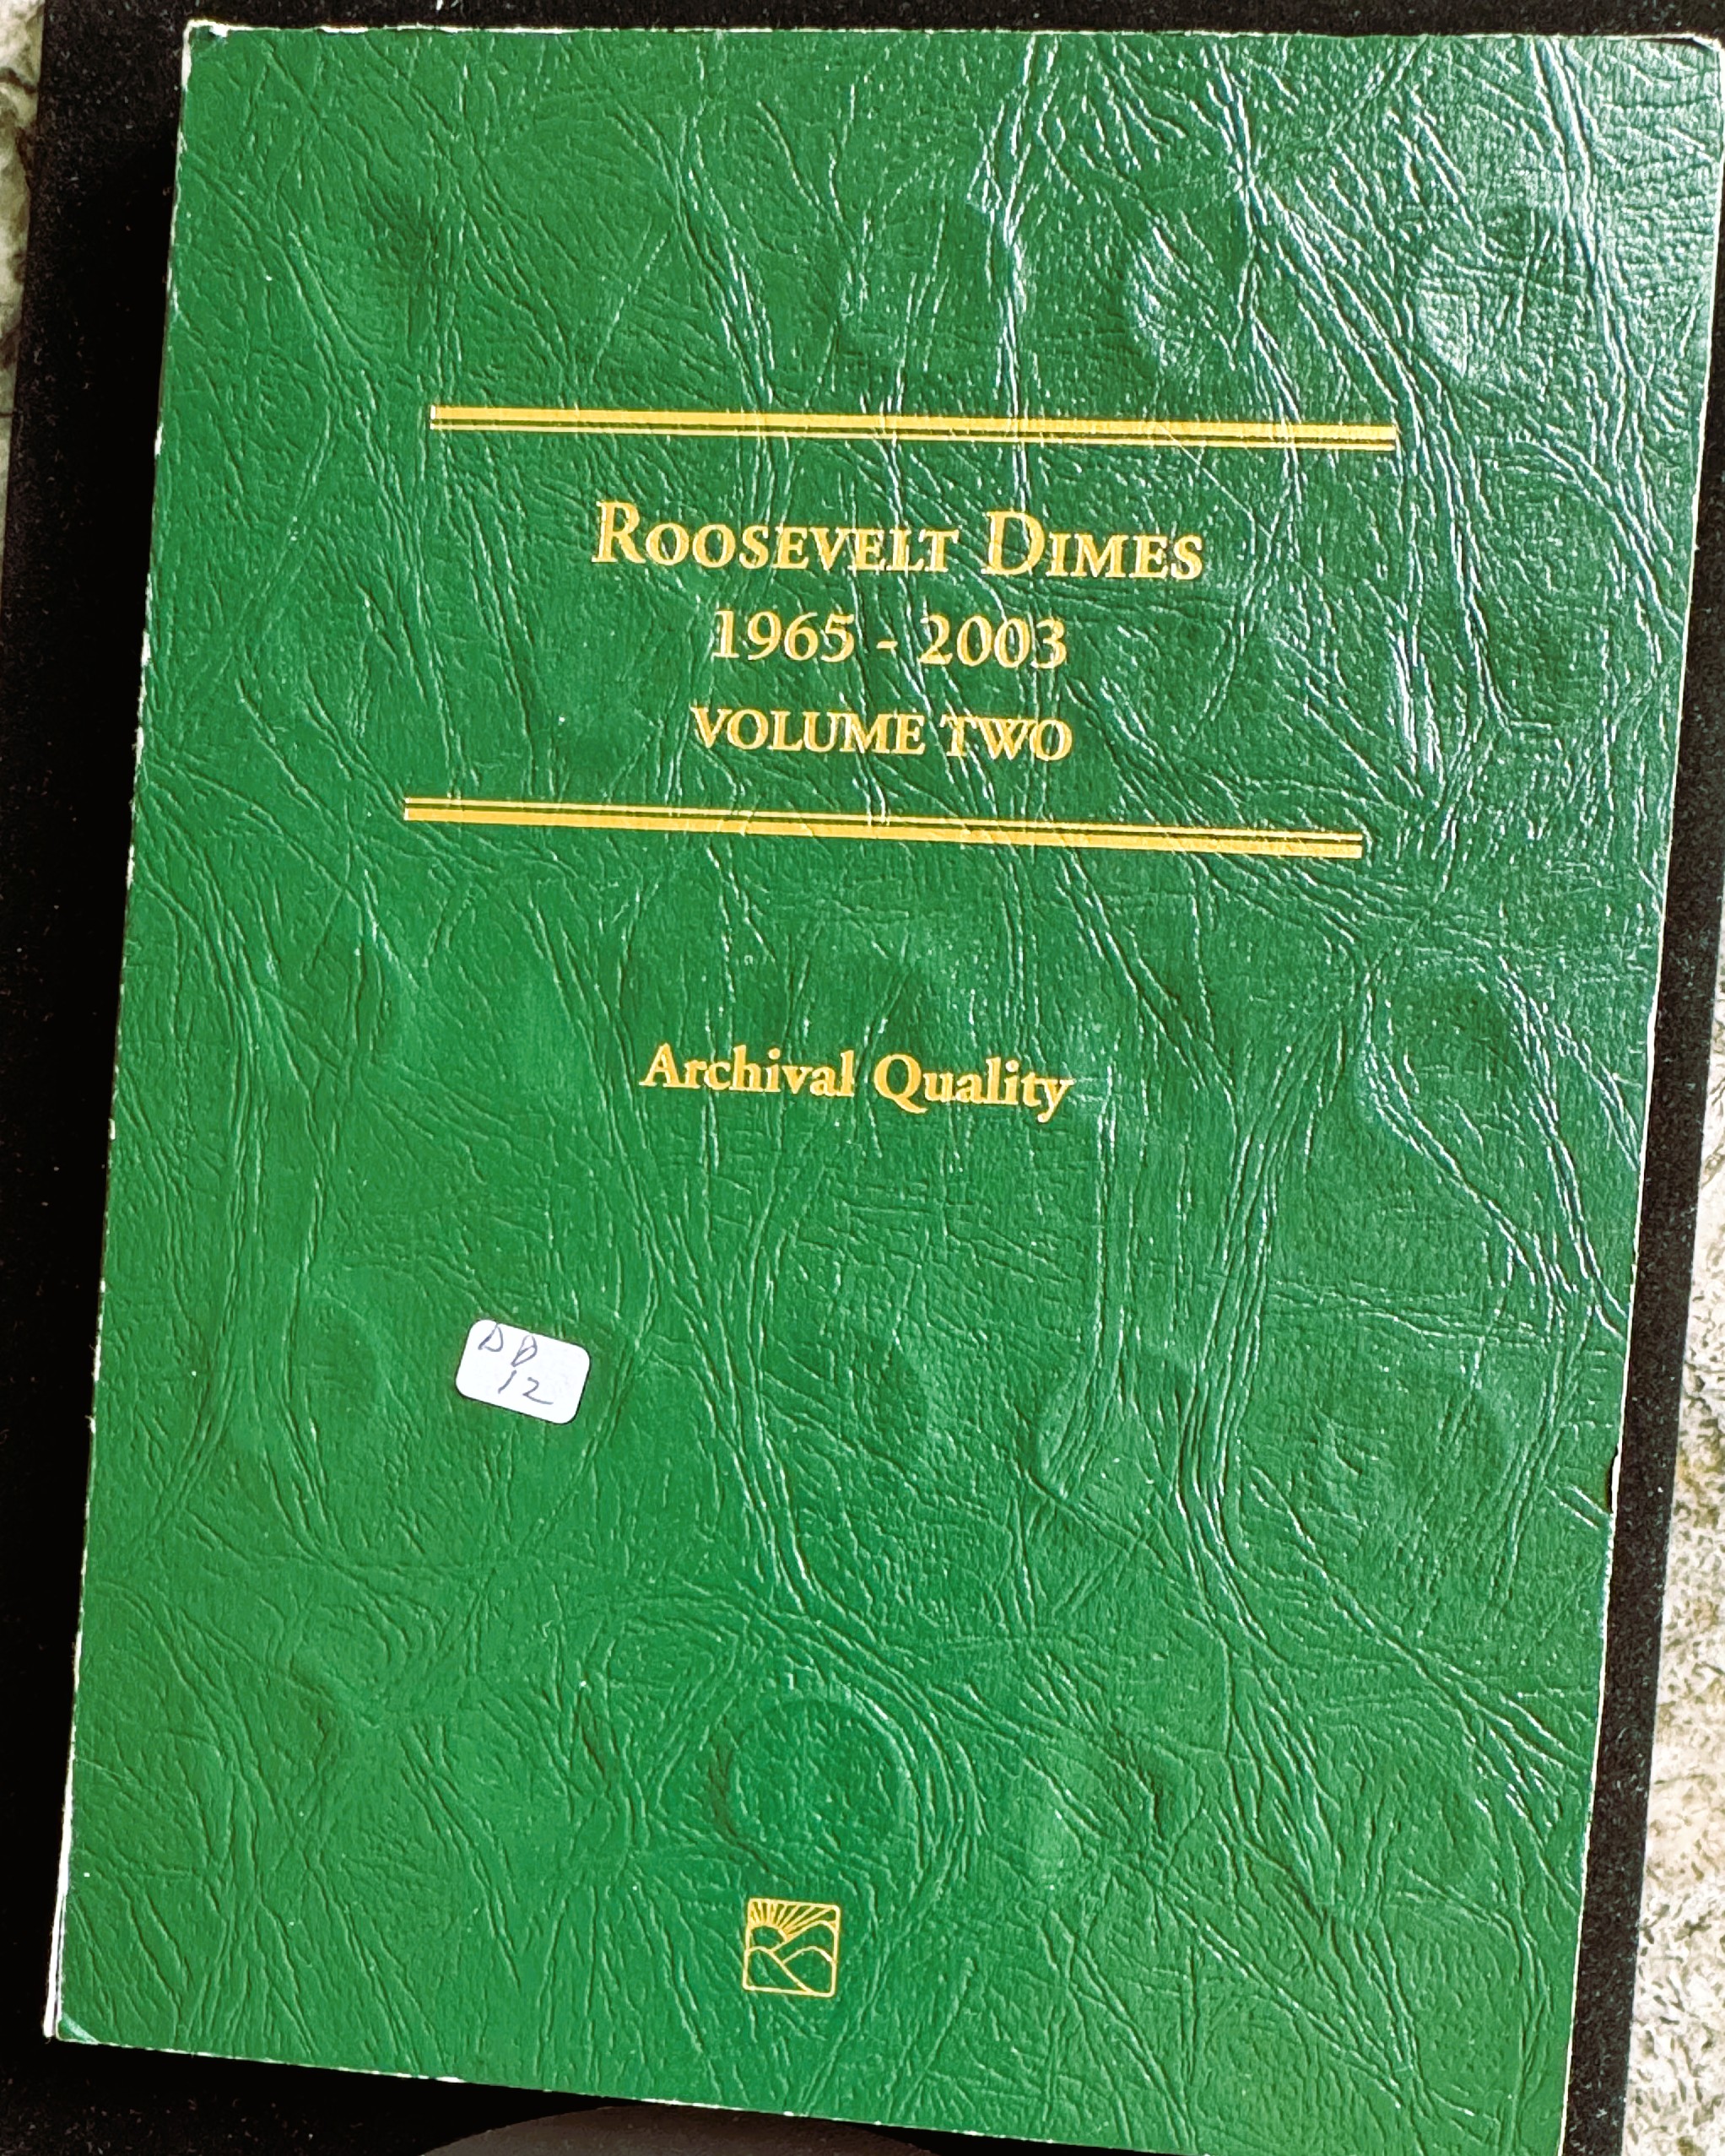 ROOSEVELT DIMES
1965 - 2003
VOLUME TWO
Archival Quality
DD
12